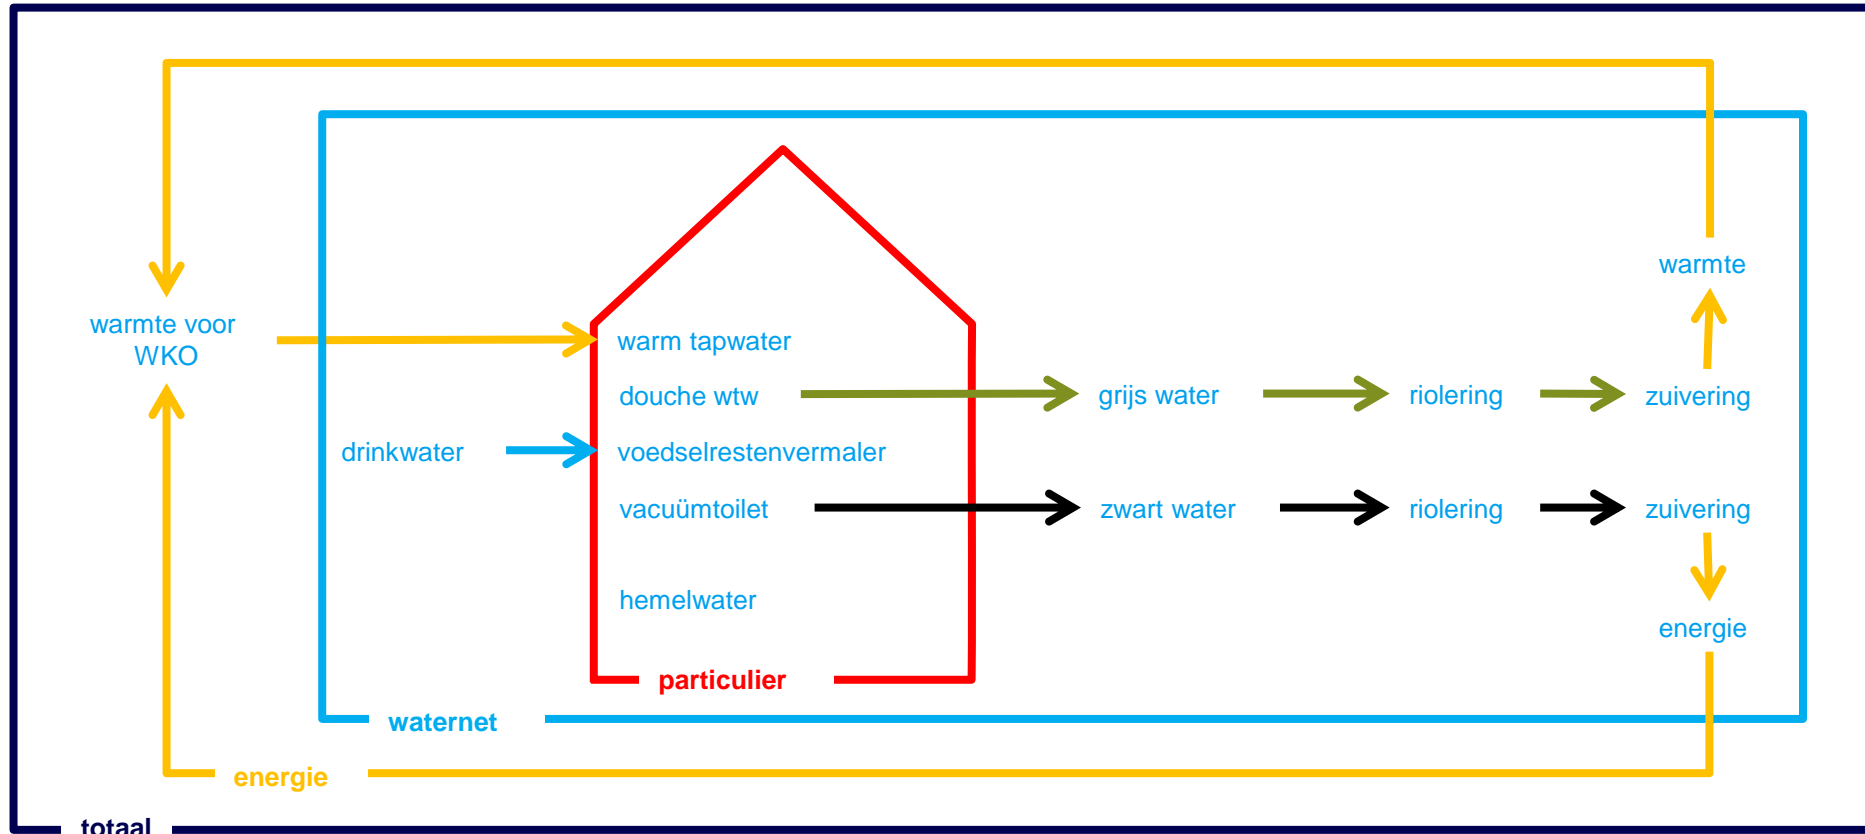 warmte
warmte voor
WKO
warm tapwater
douche wtw
grijs water
riolering
zuivering
drinkwater
voedselrestenvermaler
vacuümtoilet
zwart water
riolering
zuivering
hemelwater
energie
particulier
waternet
energie
totaal